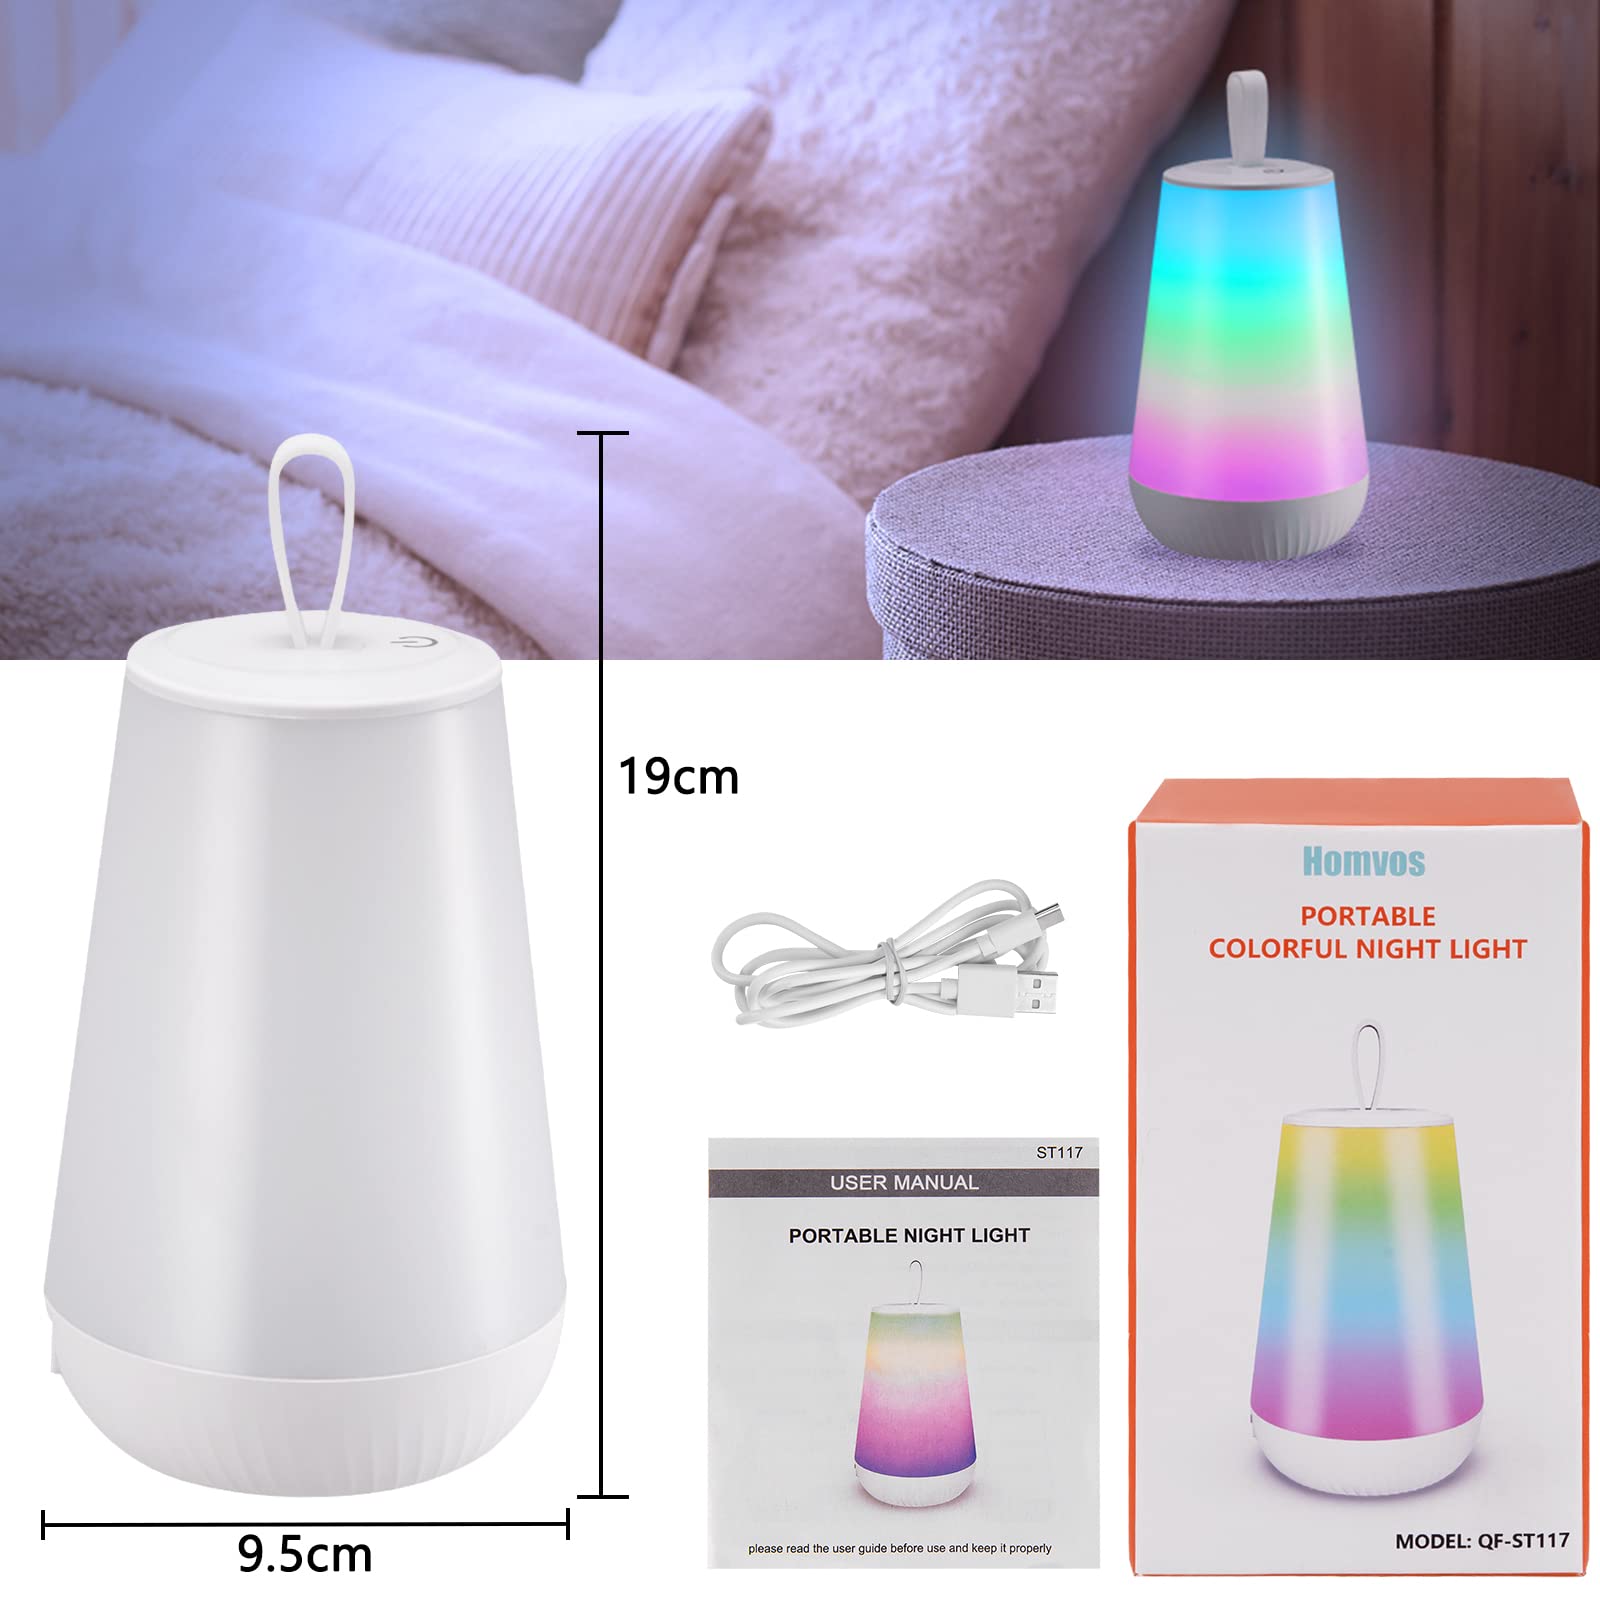 19cm
9.5cm
ST117
USER MANUAL
PORTABLE NIGHT LIGHT
please read the user guide before use and keep it properly
Homvos
PORTABLE
COLORFUL NIGHT LIGHT
MODEL: QF-ST117